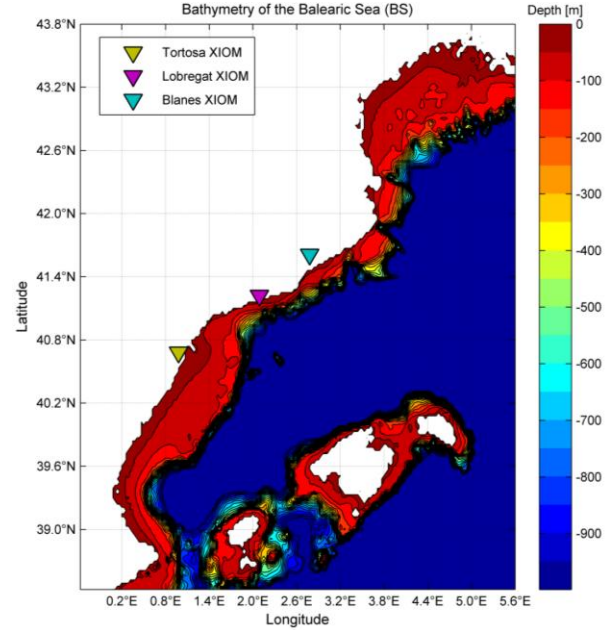 Bathymetry of the Balearic Sea (BS)
Depth [m]
Tortosa XIOM
Lobregat XIOM
Blanes XIOM
43.8°N
43.2°N
42.6°N
42.0°N
41.4°N
40.8°N
40.2°N
39.6°N
39.0°N
Latitude
0.2°E 0.8°E 1.4°E 2.0°E 2.6°E 3.2°E 3.8°E 4.4°E 5.0°E 5.6°E
Longitude
0
-100
-200
-300
-400
-500
-600
-700
-800
-900